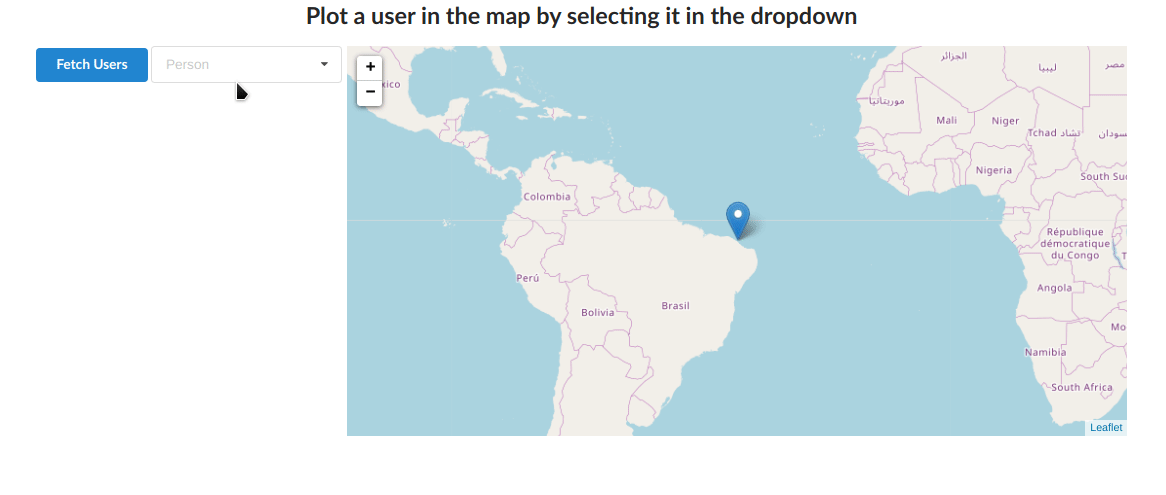 Plot a user in the map by selecting it in the dropdown
Fetch Users
Person
+
−
xico
الجزائر
ليبيا
مصر
موريتانيا
Mali
Niger
Tchad تشاد
سودان
Nigeria
South Su
Colombia
République
démocratique
du Congo
Perú
Angola
Bolivia
Brasil
Mo
Namibia
South Africa
Leaflet